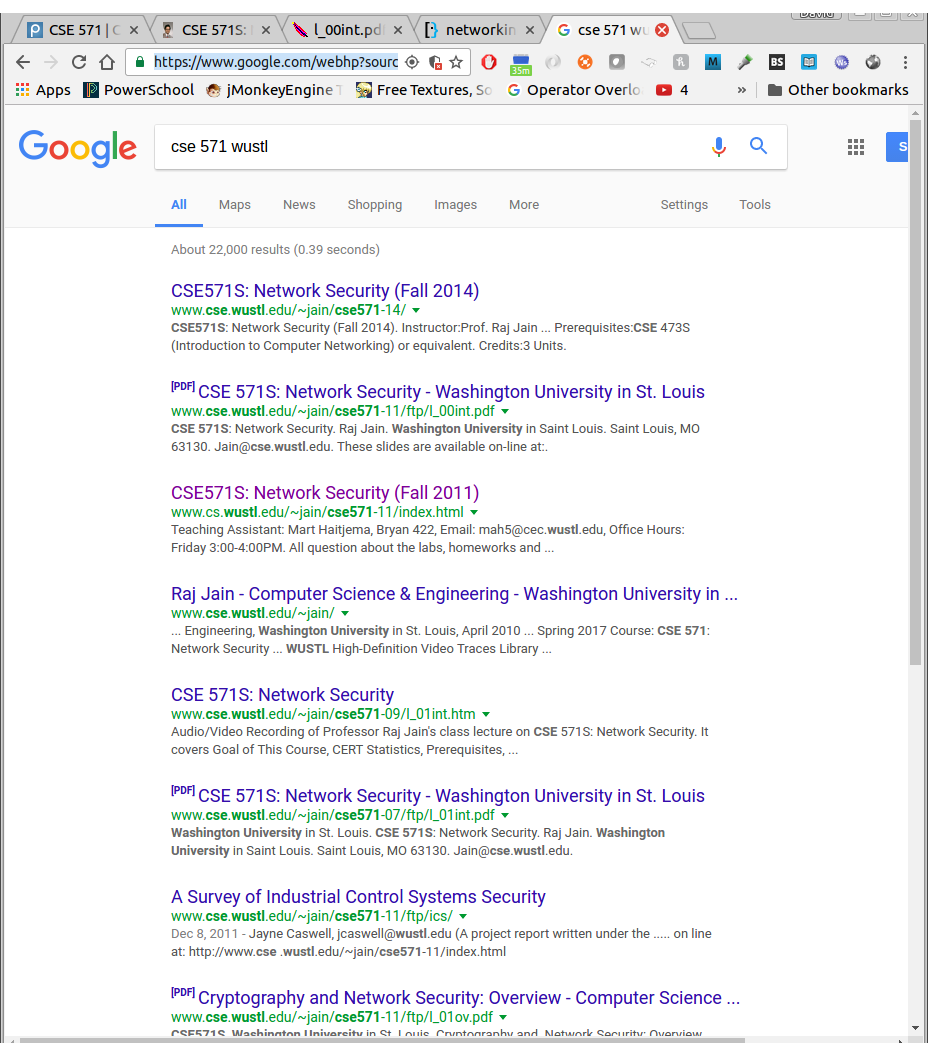 David
CSE 571 | C
CSE 571S:
l_00int.pdf
networkin
cse 571 wu
https://www.google.com/webhp?sourc
35m
M
BS
Ws
Apps
PowerSchool
jMonkeyEngine T
Free Textures, So
Operator Overlo
4
»
Other bookmarks
Google
cse 571 wustl
S
All Maps News Shopping Images More Settings Tools
About 22,000 results (0.39 seconds)
CSE571S: Network Security (Fall 2014)
www.cse.wustl.edu/~jain/cse571-14/
CSE571S: Network Security (Fall 2014). Instructor:Prof. Raj Jain ... Prerequisites:CSE 473S
(Introduction to Computer Networking) or equivalent. Credits:3 Units.
[PDF] CSE 571S: Network Security - Washington University in St. Louis
www.cse.wustl.edu/~jain/cse571-11/ftp/l_00int.pdf
CSE 571S: Network Security. Raj Jain. Washington University in Saint Louis. Saint Louis, MO
63130. Jain@cse.wustl.edu. These slides are available on-line at:.
CSE571S: Network Security (Fall 2011)
www.cs.wustl.edu/~jain/cse571-11/index.html
Teaching Assistant: Mart Haitjema, Bryan 422, Email: mah5@cec.wustl.edu, Office Hours:
Friday 3:00-4:00PM. All question about the labs, homeworks and ...
Raj Jain - Computer Science & Engineering - Washington University in ...
www.cse.wustl.edu/~jain/
... Engineering, Washington University in St. Louis, April 2010 ... Spring 2017 Course: CSE 571:
Network Security ... WUSTL High-Definition Video Traces Library ...
CSE 571S: Network Security
www.cse.wustl.edu/~jain/cse571-09/l_01int.htm
Audio/Video Recording of Professor Raj Jain's class lecture on CSE 571S: Network Security. It
covers Goal of This Course, CERT Statistics, Prerequisites, ...
[PDF] CSE 571S: Network Security - Washington University in St. Louis
www.cse.wustl.edu/~jain/cse571-07/ftp/l_01int.pdf
Washington University in St. Louis. CSE 571S: Network Security. Raj Jain. Washington
University in Saint Louis. Saint Louis, MO 63130. Jain@cse.wustl.edu.
A Survey of Industrial Control Systems Security
www.cse.wustl.edu/~jain/cse571-11/ftp/ics/
Dec 8, 2011 - Jayne Caswell, jcaswell@wustl.edu (A project report written under the ..... on line
at: http://www.cse .wustl.edu/~jain/cse571-11/index.html
[PDF] Cryptography and Network Security: Overview - Computer Science ...
www.cse.wustl.edu/~jain/cse571-11/ftp/l_01ov.pdf
CSE571S. Washington University in St. Louis. Cryptography and. Network Security: Overview